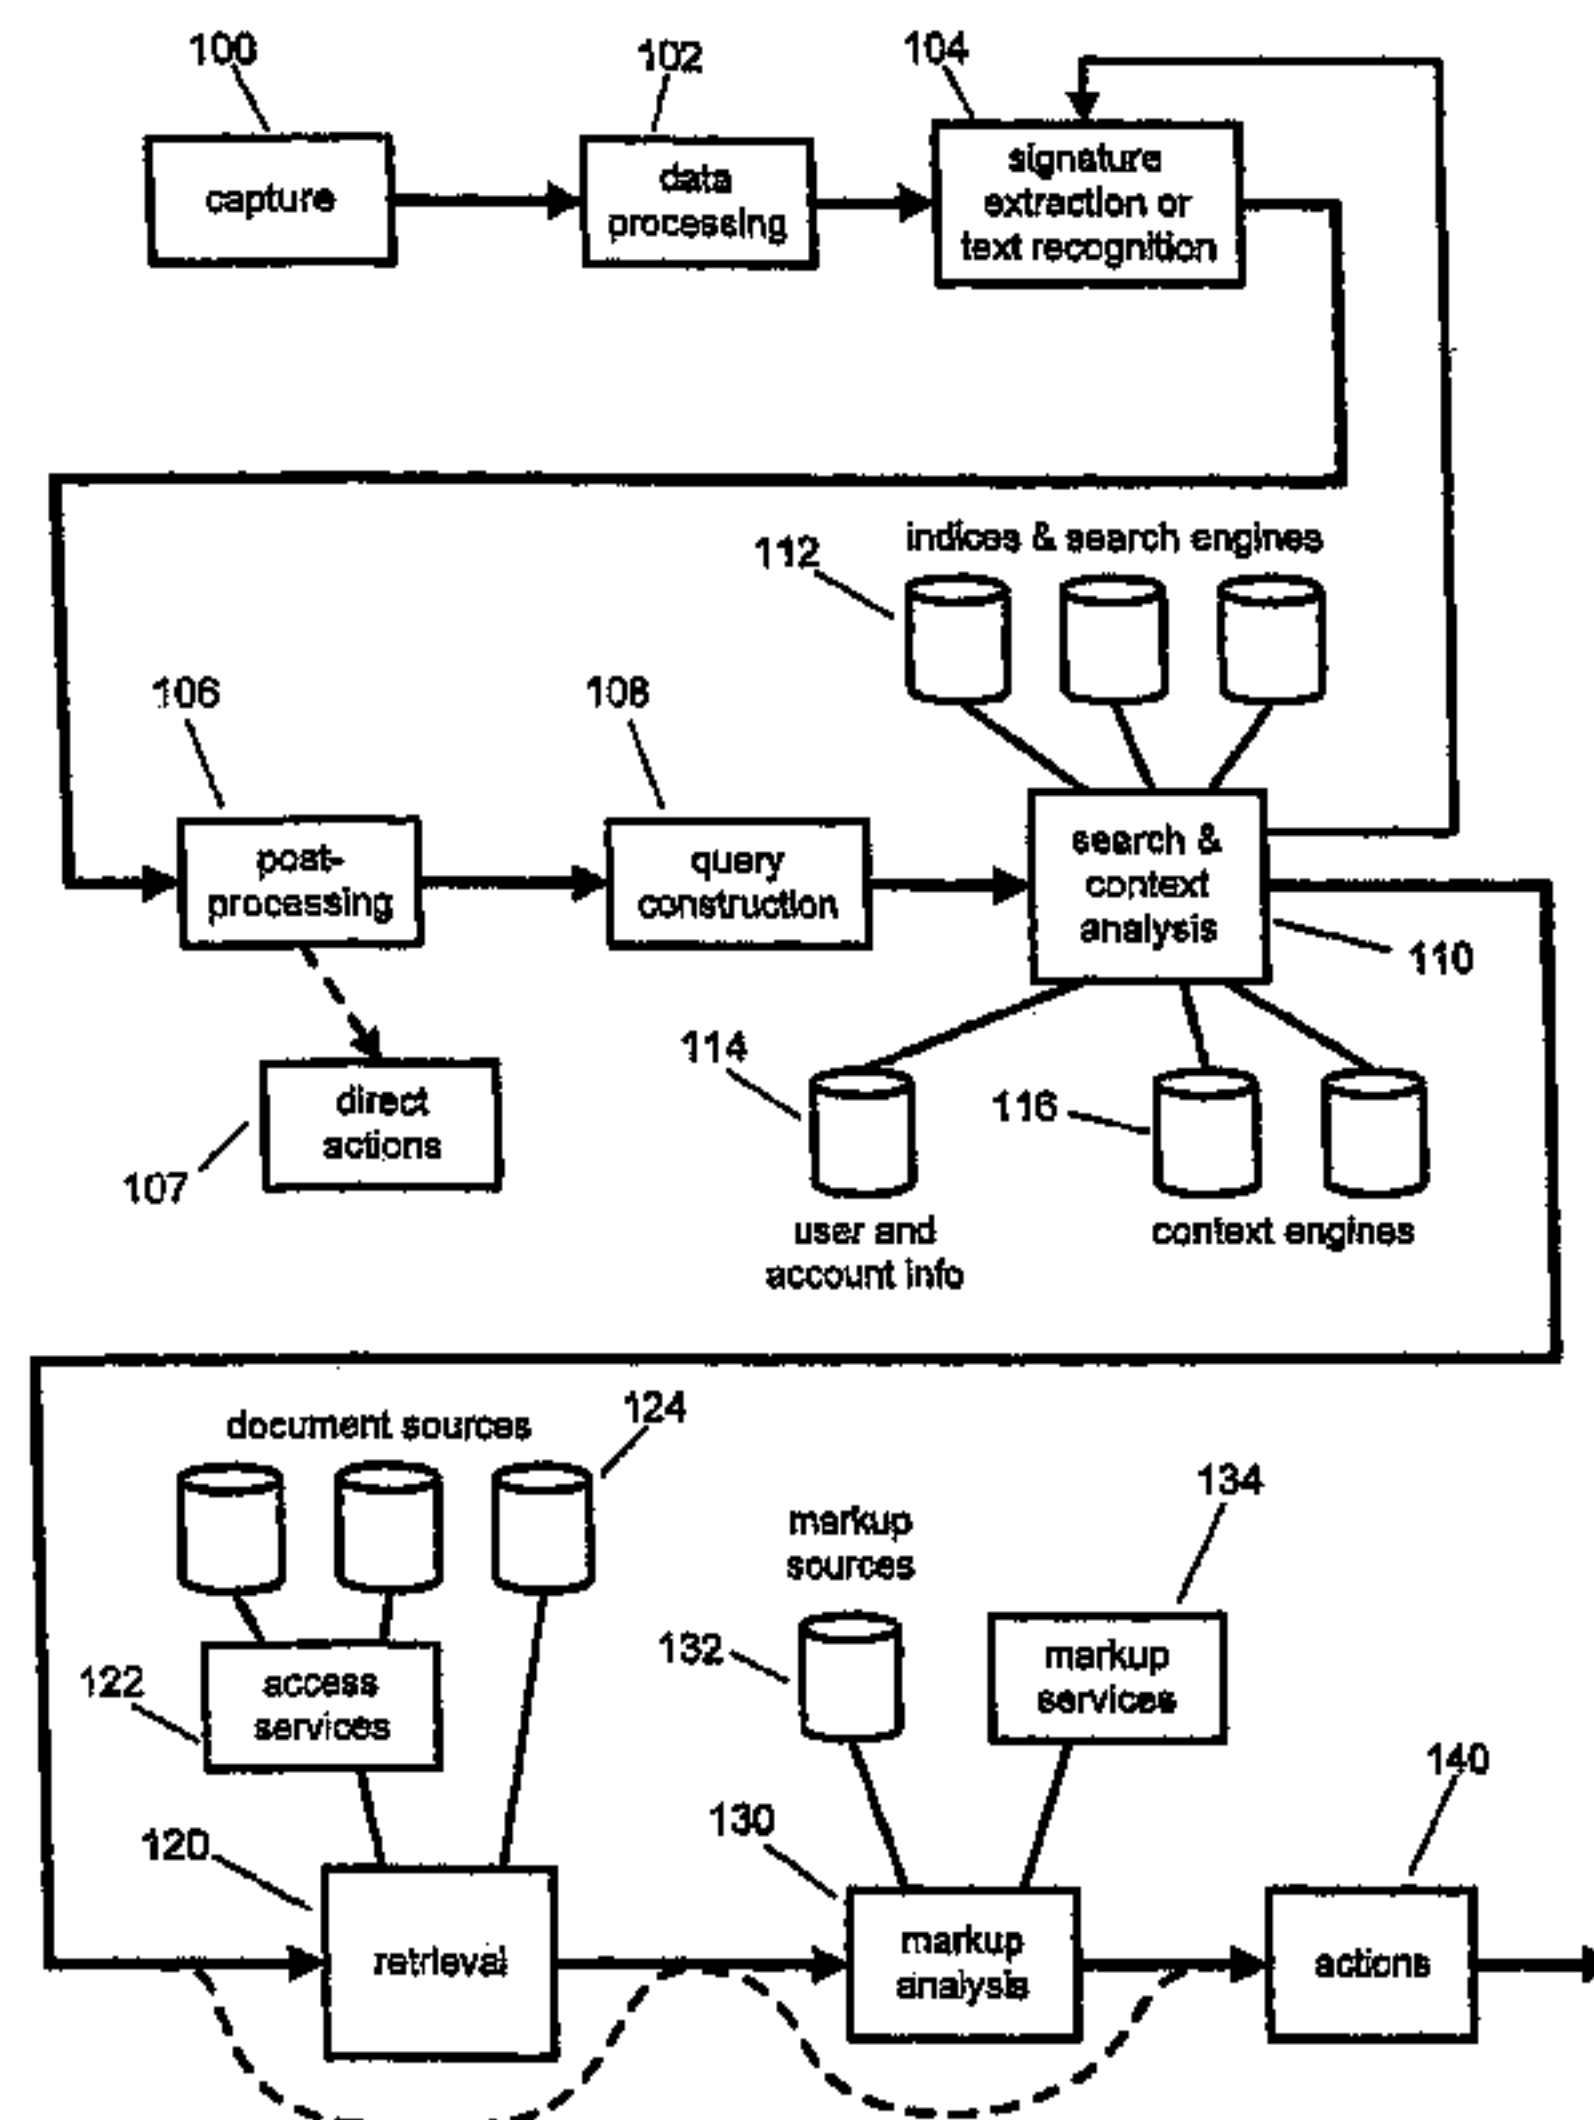 100
102
104
capture
data
processing
signature
extraction or
text recognition
indices & search engines
112
106
108
post-
processing
query
construction
search &
context
analysis
110
direct
actions
107
114
116
user and
account info
context engines
document sources
124
markup
sources
134
132
markup
services
access
services
122
140
130
120
retrieval
markup
analysis
actions